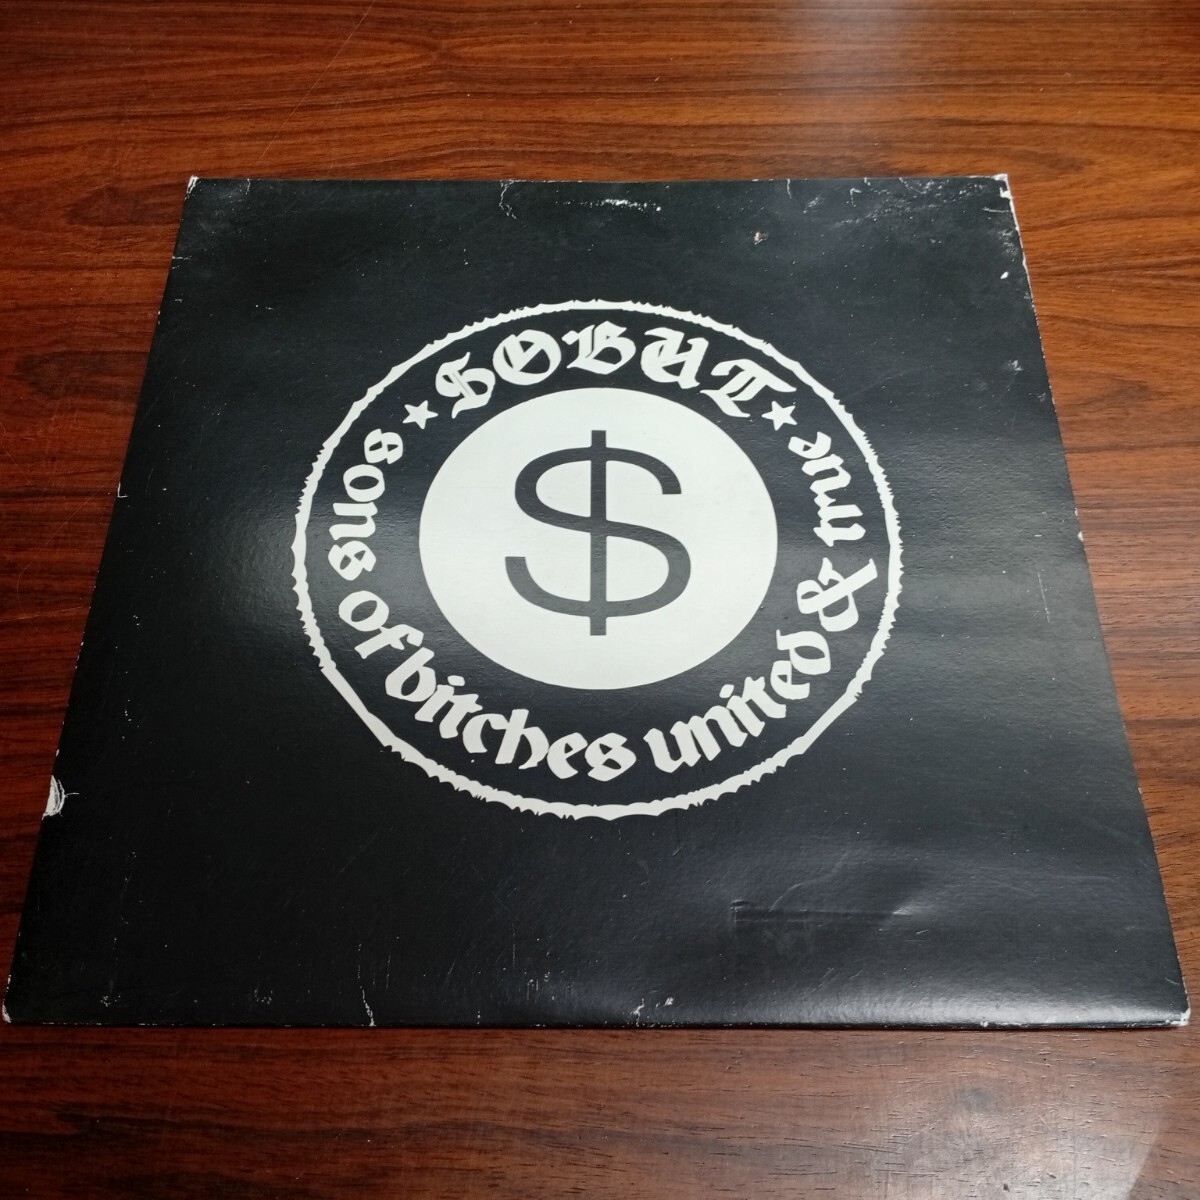 SOBUT
sons of bitches united & true
$